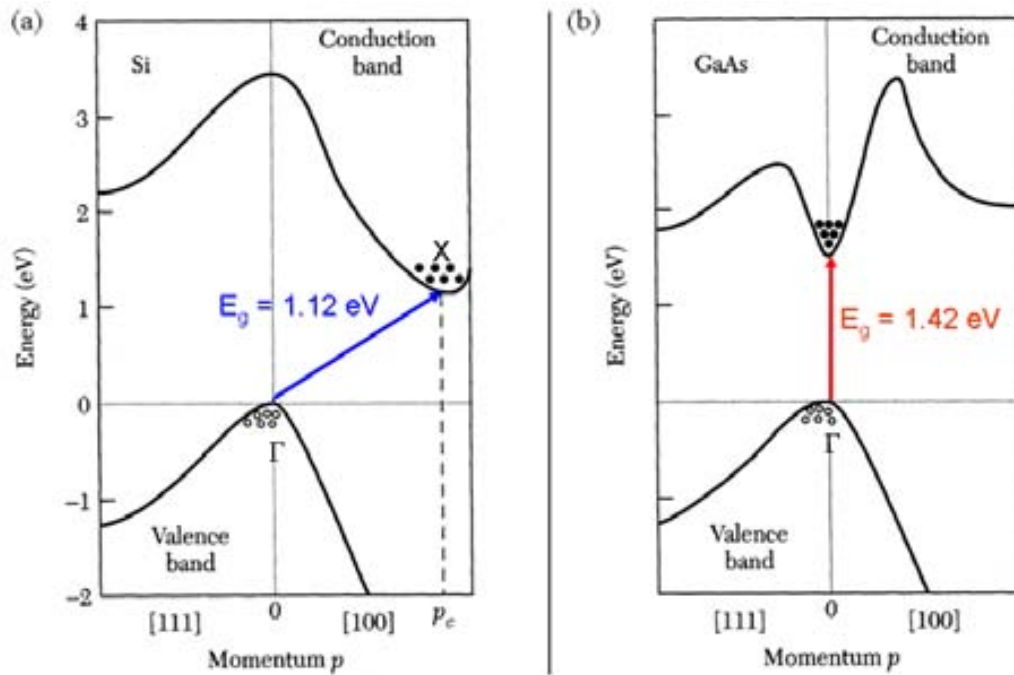 (a)
4
3
2
1
0
−1
−2
Energy (eV)
Si
Conduction
band
X
E_g = 1.12 eV
Γ
Valence
band
[111]
0
[100]
p_c
Momentum p
(b)
GaAs
Conduction
band
Energy (eV)
E_g = 1.42 eV
Γ
Valence
band
[111]
0
[100]
Momentum p